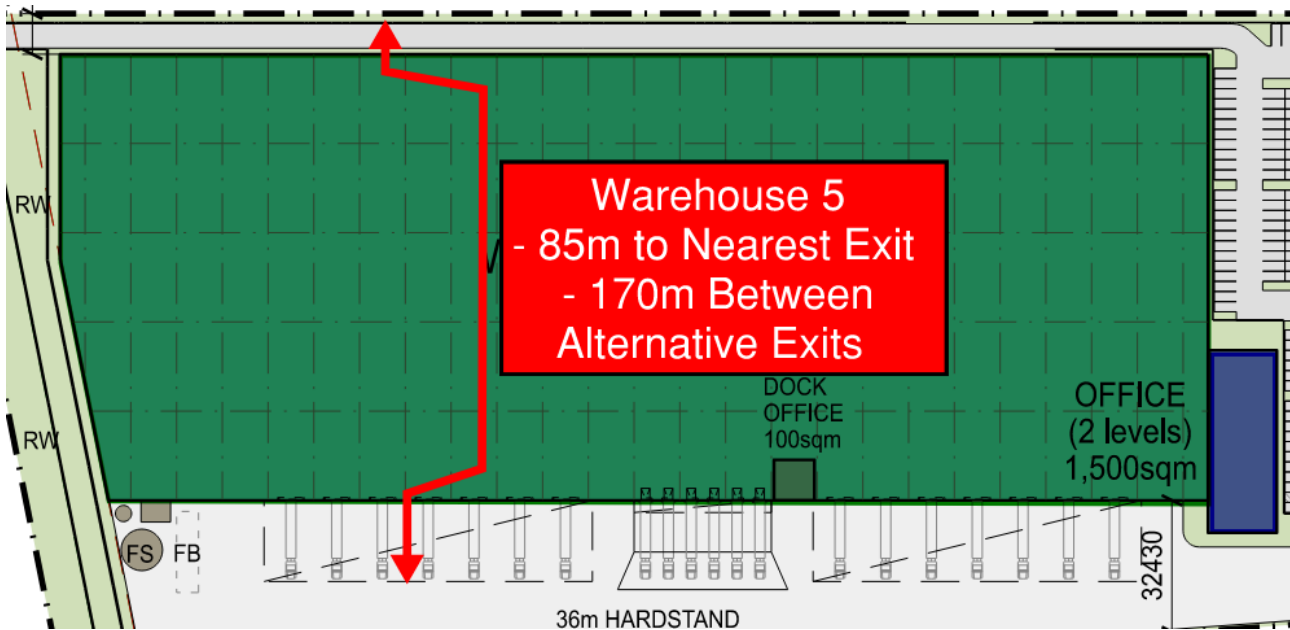 RW
Warehouse 5
- 85m to Nearest Exit
- 170m Between
Alternative Exits
DOCK
OFFICE
100sqm
OFFICE
(2 levels)
1,500sqm
RW
FS
FB
32430
36m HARDSTAND